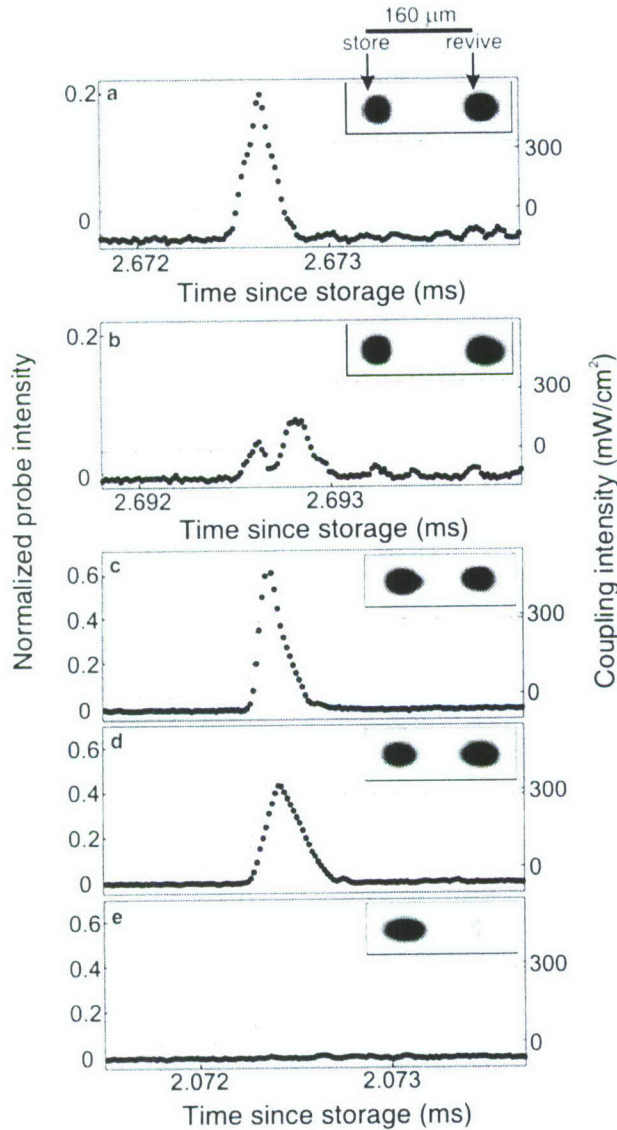 160 μm
store revive
a
0.2
0
300
0
2.672 2.673
Time since storage (ms)
b
0.2
0
300
0
2.692 2.693
Time since storage (ms)
Normalized probe intensity
Coupling intensity (mW/cm²)
c
0.6
0.4
0.2
0
300
0
d
0.6
0.4
0.2
0
300
0
e
0.6
0.4
0.2
0
300
0
2.072 2.073
Time since storage (ms)